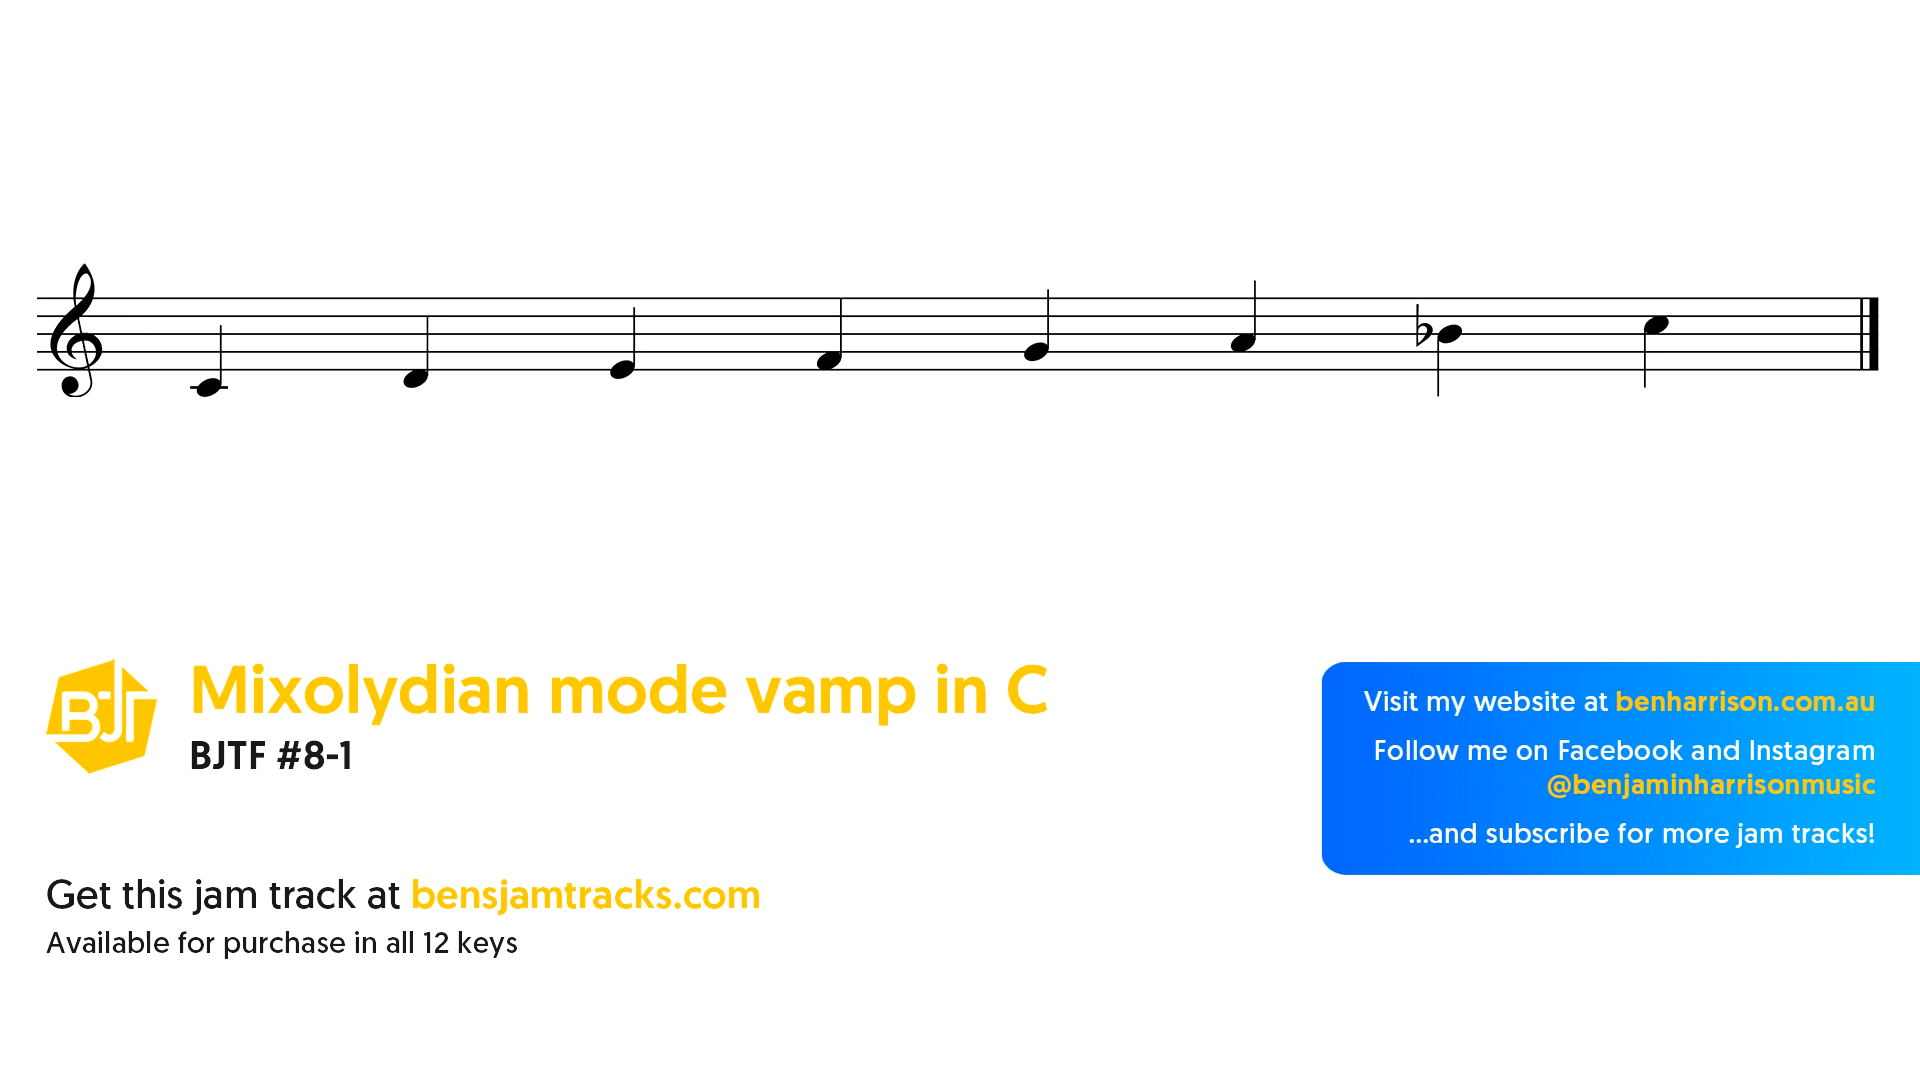 BJT
Mixolydian mode vamp in C
BJTF #8-1
Get this jam track at bensjamtracks.com
Available for purchase in all 12 keys
Visit my website at benharrison.com.au
Follow me on Facebook and Instagram
@benjaminharrisonmusic
...and subscribe for more jam tracks!